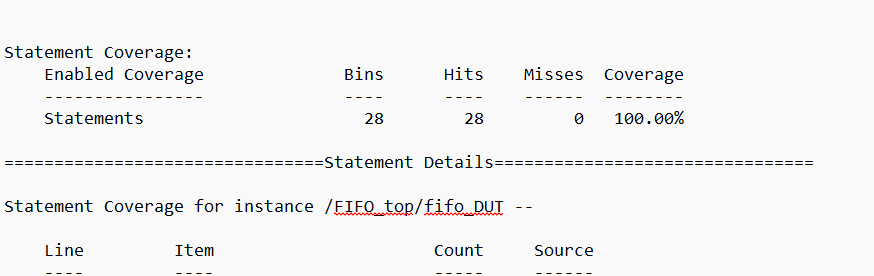 Statement Coverage:
Enabled Coverage Bins Hits Misses Coverage
---------------- ---- ---- ------ --------
Statements 28 28 0 100.00%
================================Statement Details================================
Statement Coverage for instance /FIFO_top/fifo_DUT --
Line Item Count Source
---- ---- ----- ------